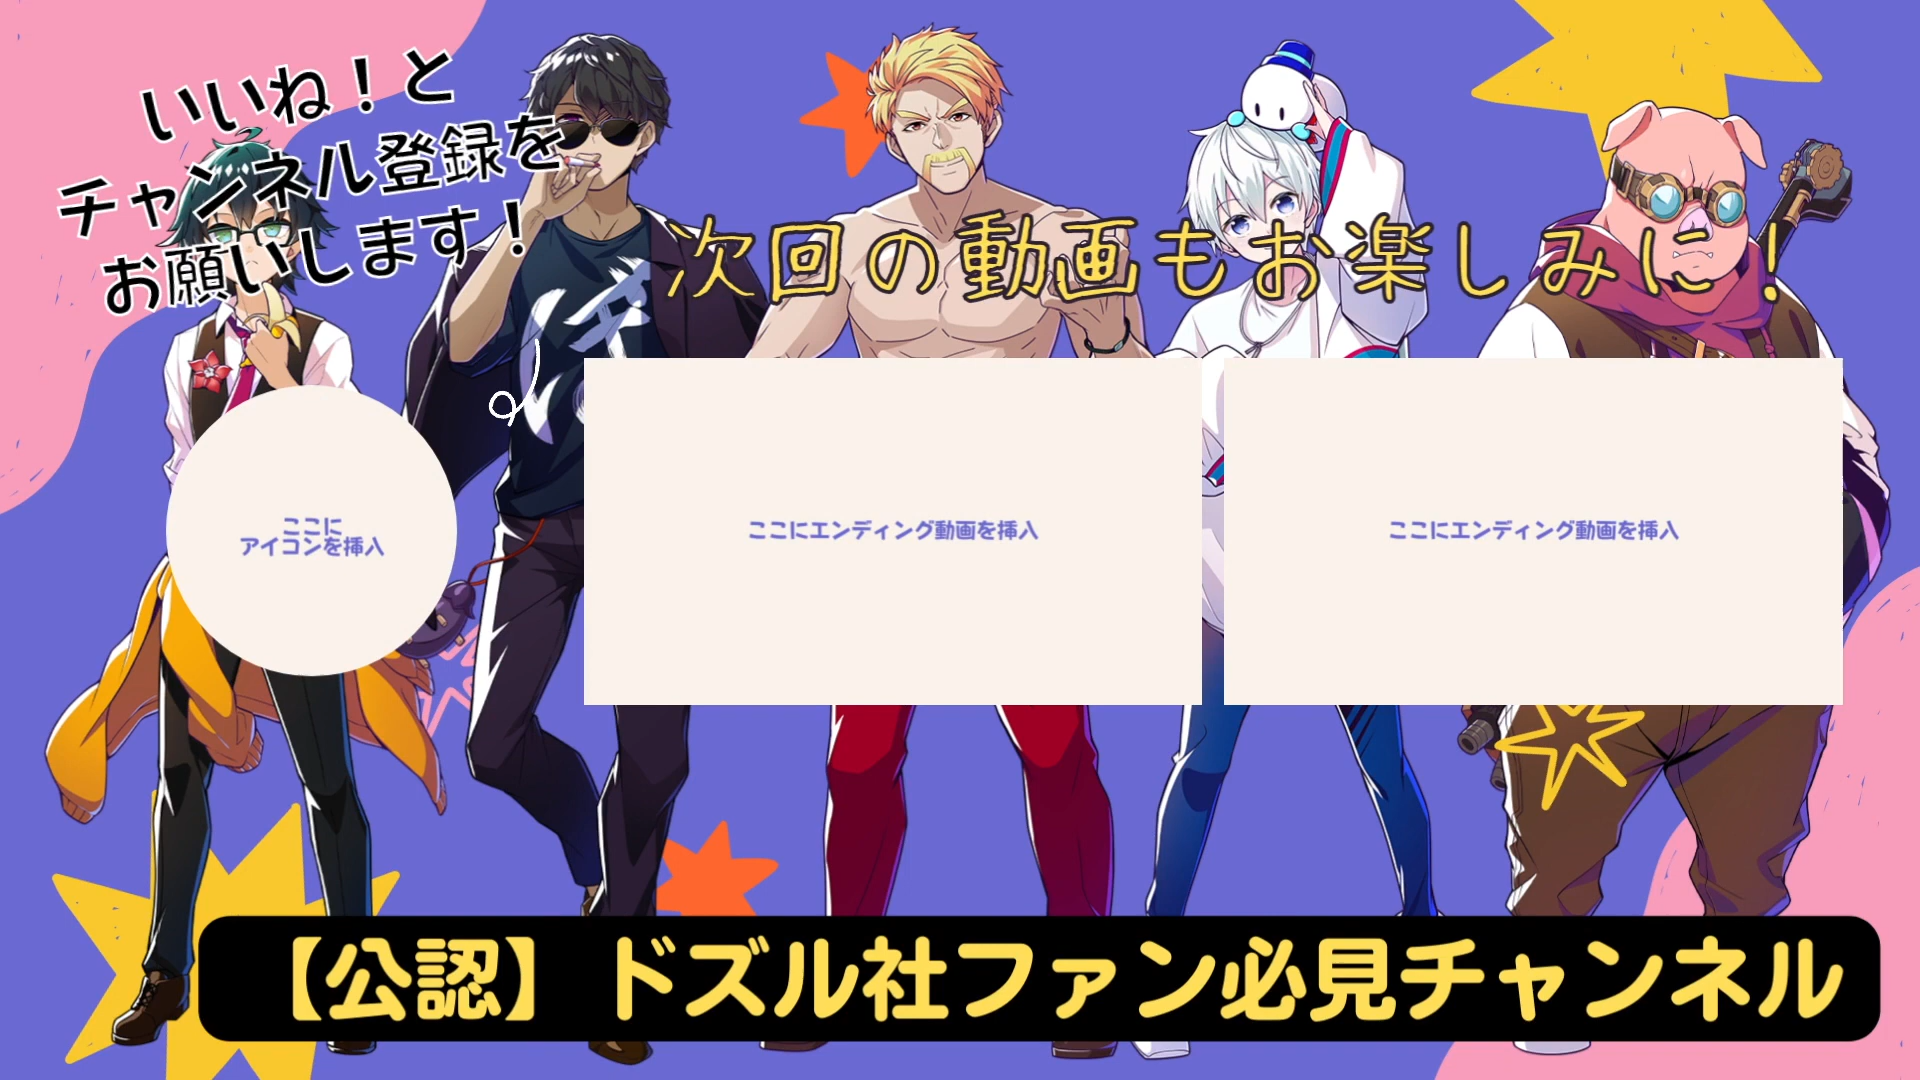 いいね！と
チャンネル登録を
お願いします！
次回の動画もお楽しみに！
ここに
アイコンを挿入
ここにエンディング動画を挿入
ここにエンディング動画を挿入
【公認】ドズル社ファン必見チャンネル